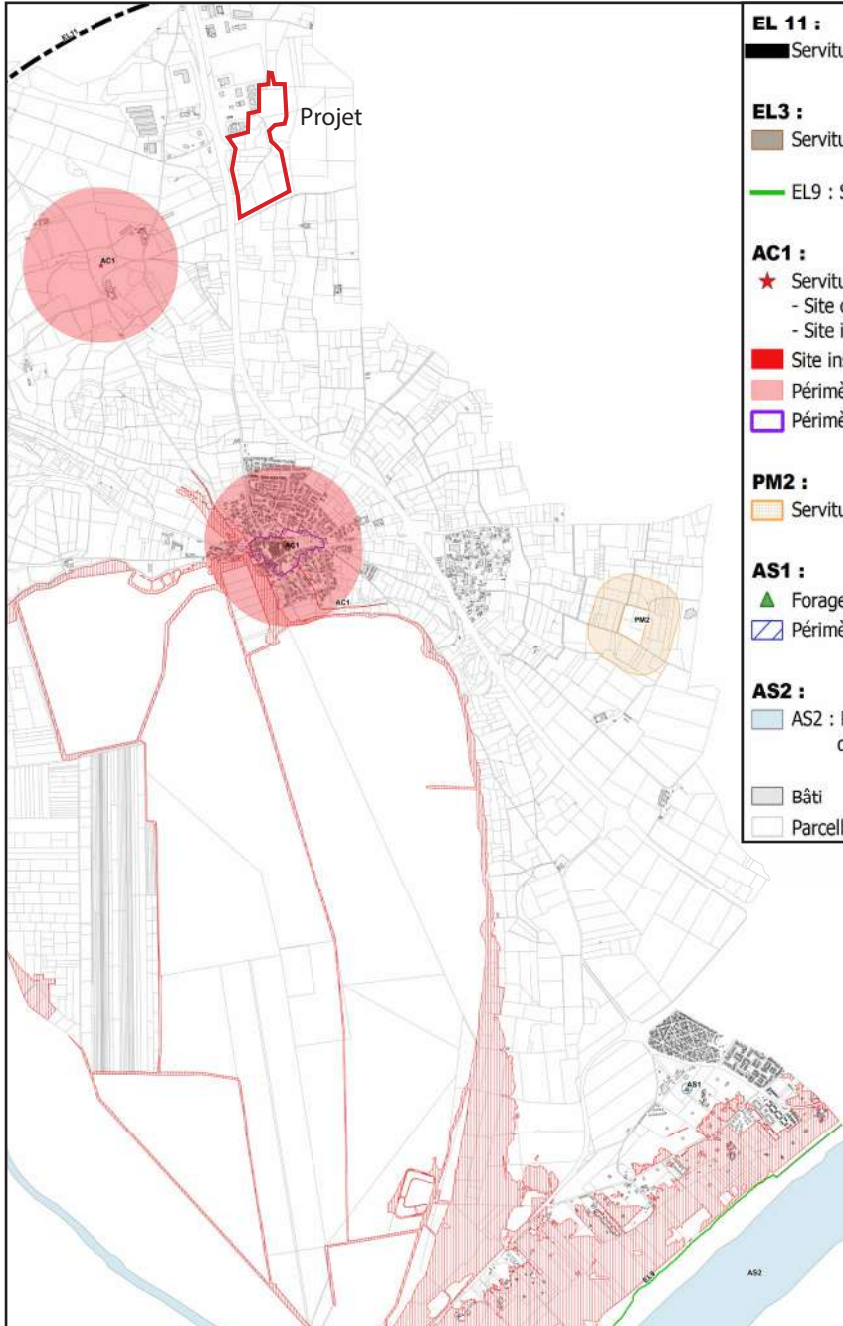 EL11
Projet
AC1
AC1
AC1
PM2
AS1
EL9
AS2
EL 11 :
Servitu
EL3 :
Servitu
EL9 : S
AC1 :
Servitu
- Site
- Site i
Site ins
Périmè
Périmè
PM2 :
Servitu
AS1 :
Forage
Périmè
AS2 :
AS2 :
Bâti
Parcell